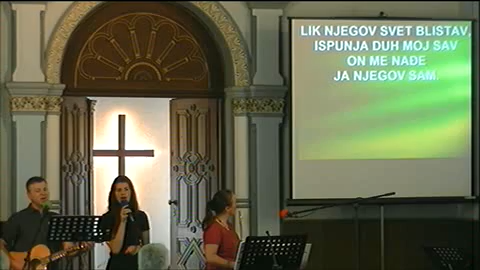 LIK NJEGOV SVET BLISTAV,
ISPUNJA DUH MOJ SAV
ON ME NAĐE
JA NJEGOV SAM.